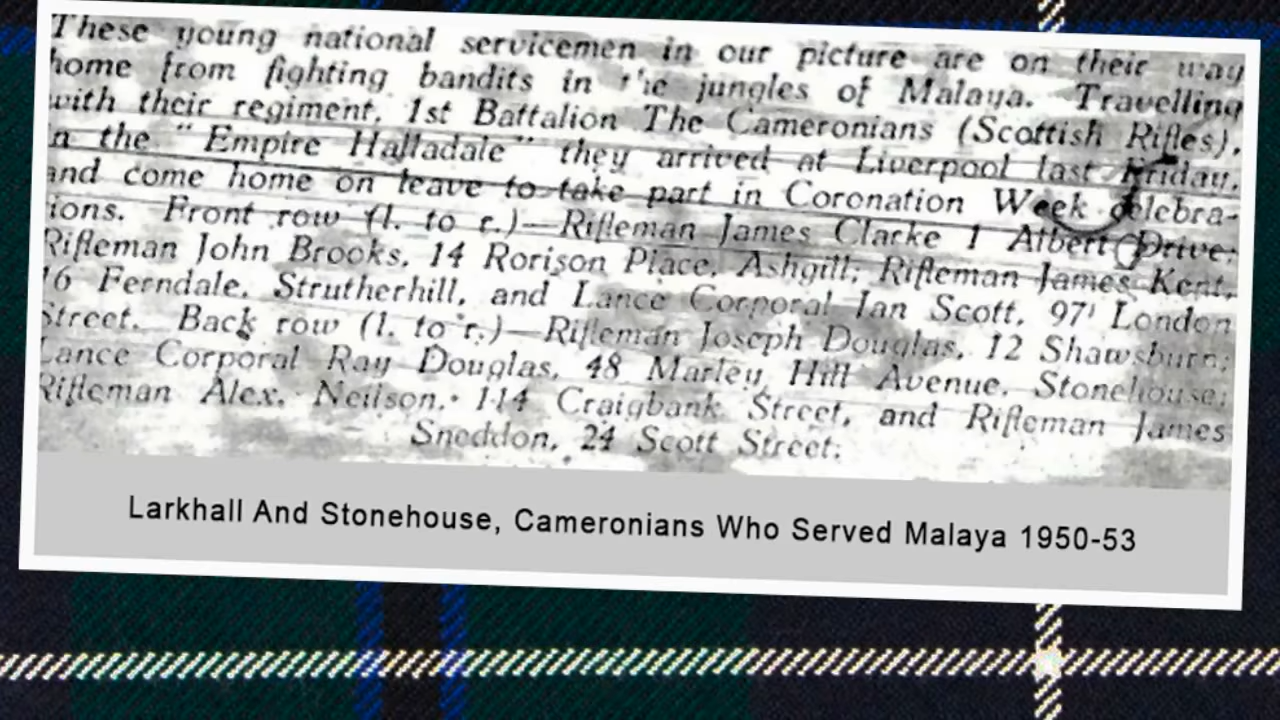 These young national servicemen in our picture are on their way
home from fighting bandits in the jungles of Malaya. Travelling
with their regiment, 1st Battalion The Cameronians (Scottish Rifles),
in the "Empire Halladale" they arrived at Liverpool last Friday,
and come home on leave to take part in Coronation Week celebra-
tions. Front row (l. to r.)—Rifleman James Clarke 1 Albert Drive;
Rifleman John Brooks, 14 Rorison Place, Ashgill; Rifleman James Kent,
16 Ferndale, Strutherhill, and Lance Corporal Ian Scott, 97 London
Street. Back row (l. to r.)—Rifleman Joseph Douglas, 12 Shawsburn;
Lance Corporal Ray Douglas, 48 Marley Hill Avenue, Stonehouse;
Rifleman Alex. Neilson, 114 Craigbank Street, and Rifleman James
Sneddon, 24 Scott Street.
Larkhall And Stonehouse, Cameronians Who Served Malaya 1950-53